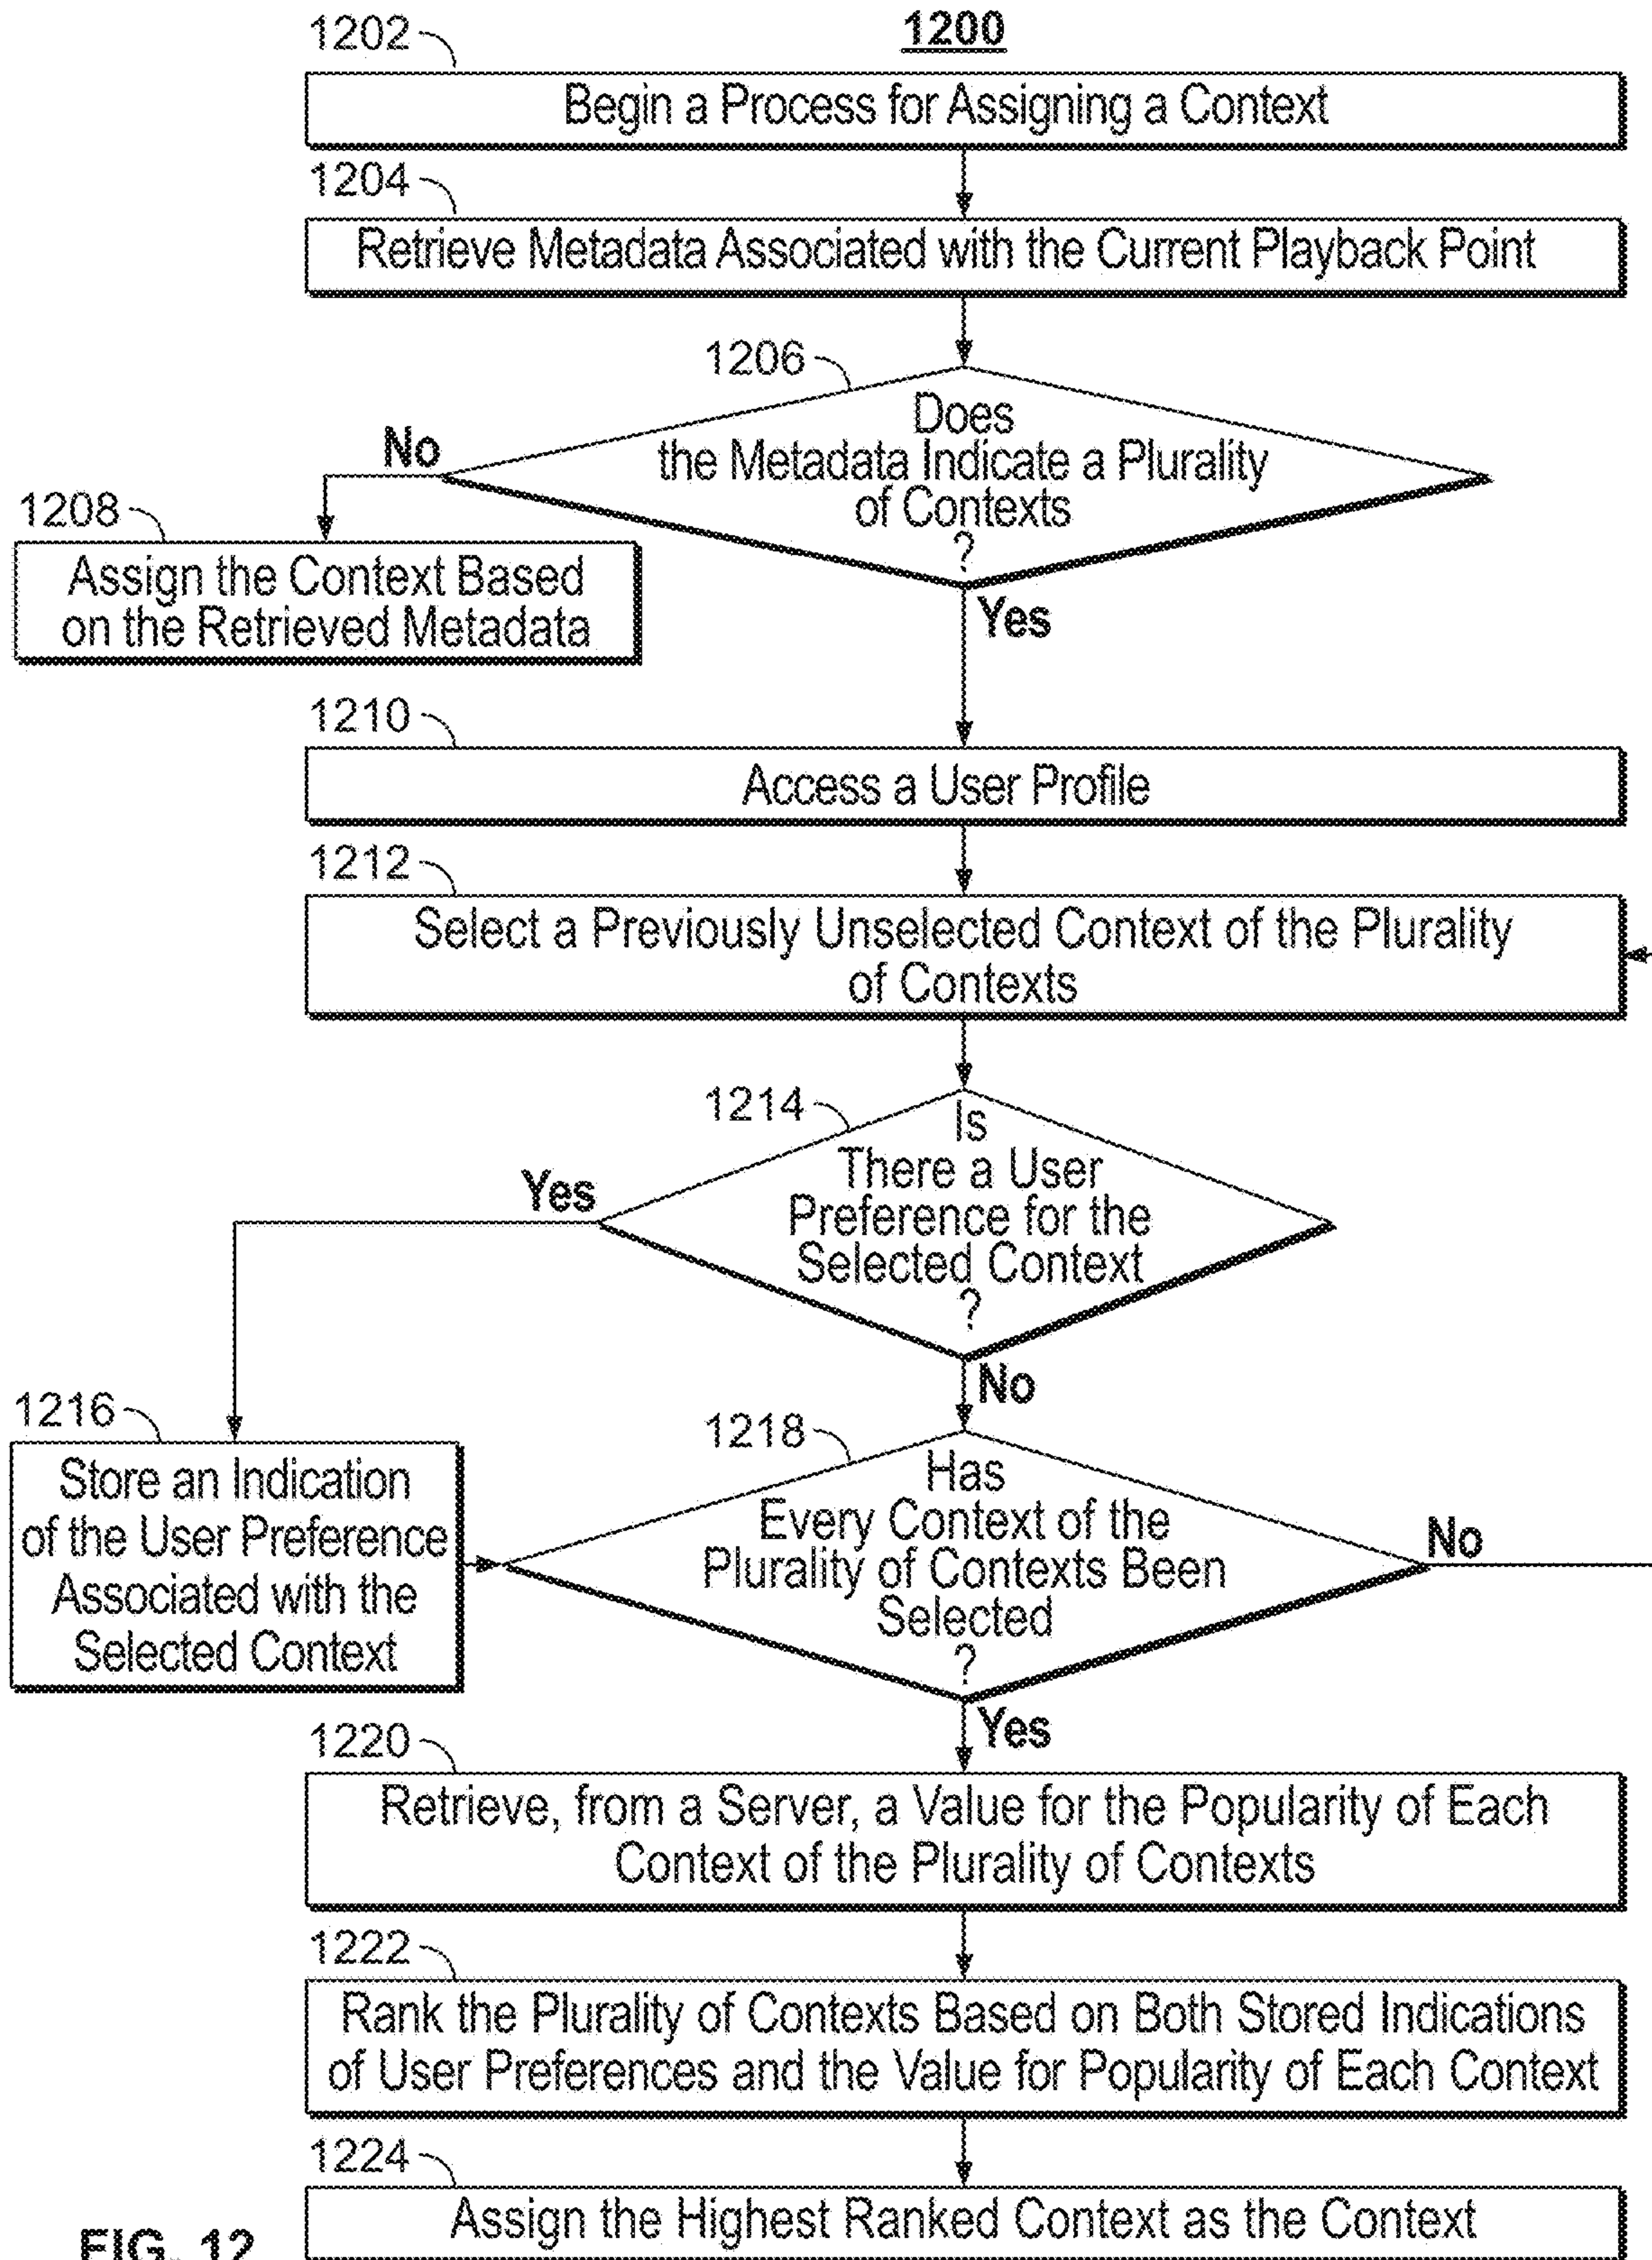 1200
1202
Begin a Process for Assigning a Context
1204
Retrieve Metadata Associated with the Current Playback Point
1206
Does
the Metadata Indicate a Plurality
of Contexts
?
No
Yes
1208
Assign the Context Based
on the Retrieved Metadata
1210
Access a User Profile
1212
Select a Previously Unselected Context of the Plurality
of Contexts
1214
Is
There a User
Preference for the
Selected Context
?
Yes
No
1216
Store an Indication
of the User Preference
Associated with the
Selected Context
1218
Has
Every Context of the
Plurality of Contexts Been
Selected
?
No
Yes
1220
Retrieve, from a Server, a Value for the Popularity of Each
Context of the Plurality of Contexts
1222
Rank the Plurality of Contexts Based on Both Stored Indications
of User Preferences and the Value for Popularity of Each Context
1224
Assign the Highest Ranked Context as the Context
FIG. 12